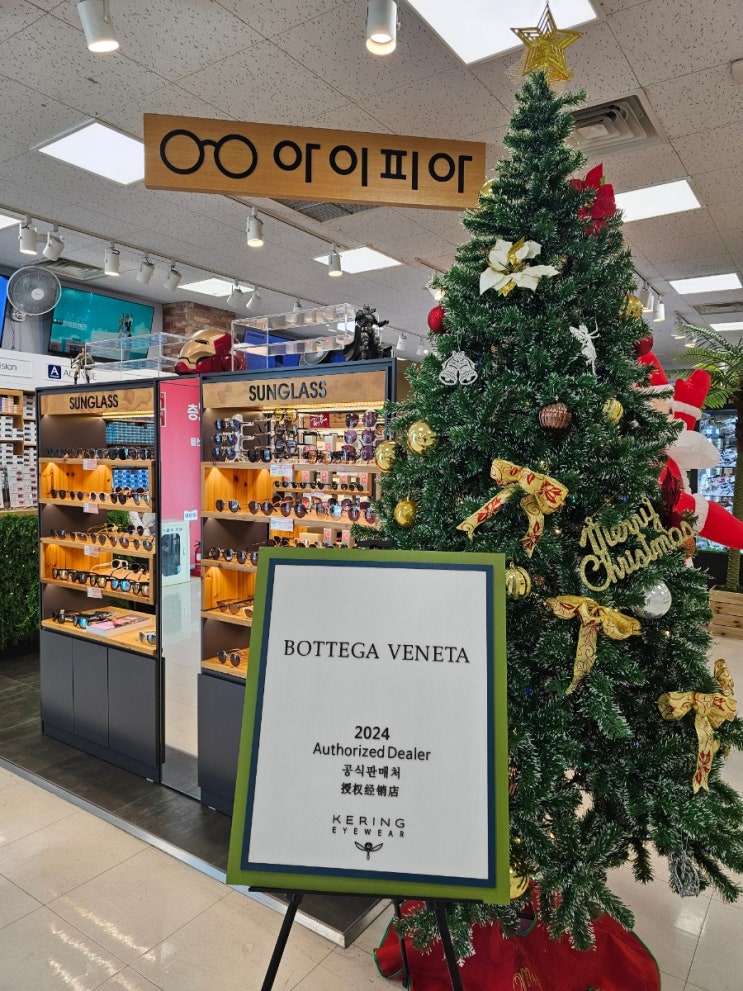 아이피아
SUNGLASS
SUNGLASS
Merry
Christmas
BOTTEGA VENETA
2024
Authorized Dealer
공식판매처
授权经销店
KERING
EYEWEAR